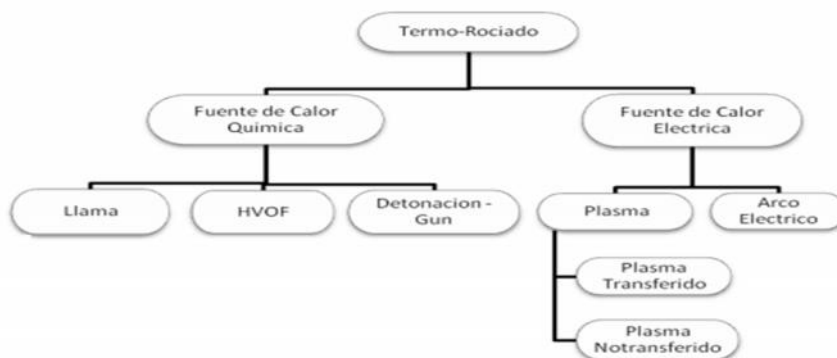 Termo-Rociado
Fuente de Calor
Quimica
Fuente de Calor
Electrica
Llama
HVOF
Detonacion -
Gun
Plasma
Arco
Electrico
Plasma
Transferido
Plasma
Notransferido